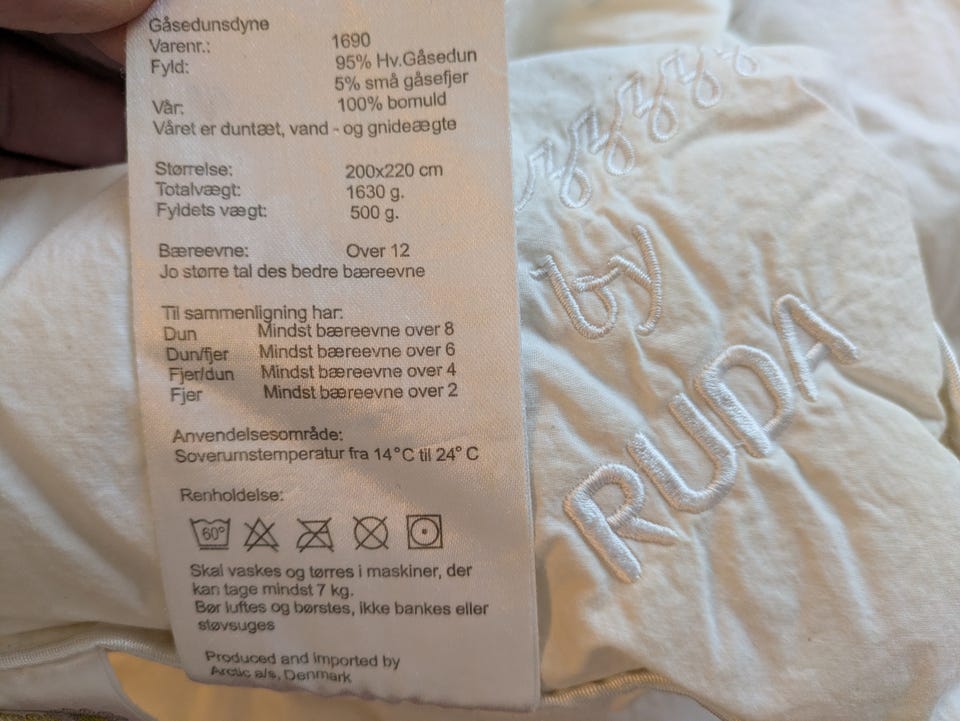 Gåsedunsdyne
Varenr.: 1690
Fyld: 95% Hv.Gåsedun
5% små gåsefjer
Vår: 100% bomuld
Våret er duntæt, vand - og gnideægte
Størrelse: 200x220 cm
Totalvægt: 1630 g.
Fyldets vægt: 500 g.
Bæreevne: Over 12
Jo større tal des bedre bæreevne
Til sammenligning har:
Dun Mindst bæreevne over 8
Dun/fjer Mindst bæreevne over 6
Fjer/dun Mindst bæreevne over 4
Fjer Mindst bæreevne over 2
Anvendelsesområde:
Soverumstemperatur fra 14°C til 24° C
Renholdelse:
60°
Skal vaskes og tørres i maskiner, der
kan tage mindst 7 kg.
Bør luftes og børstes, ikke bankes eller
støvsuges
Produced and imported by
Arctic a/s, Denmark
zzzz
by
RUDA